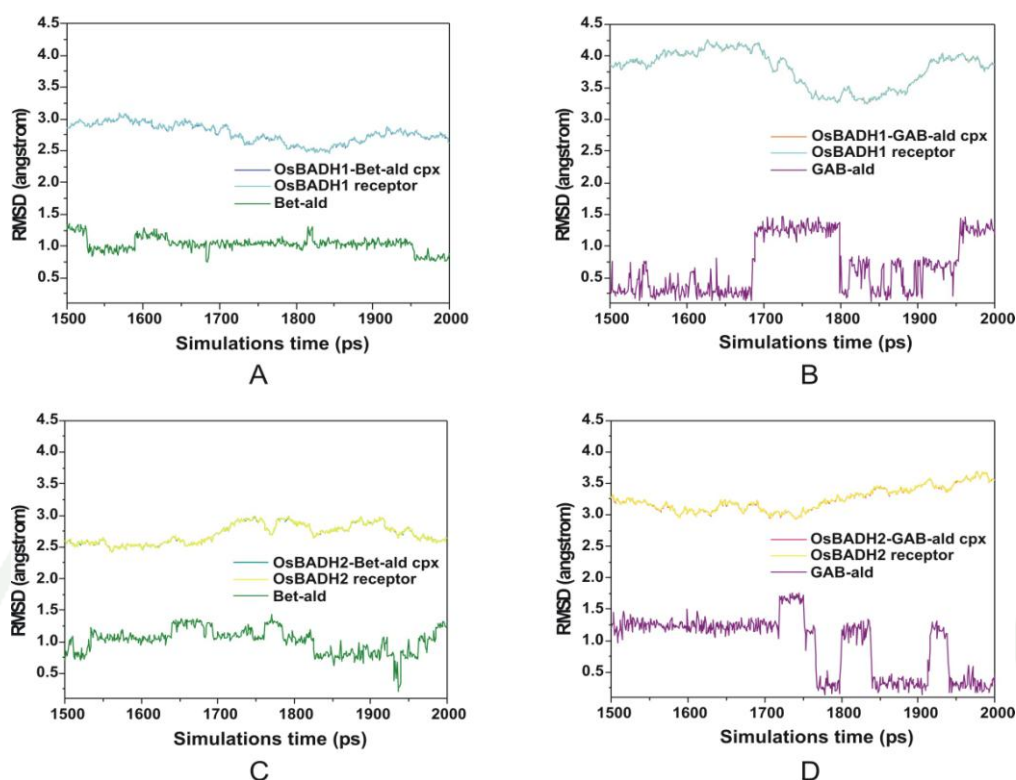 4.5
4.0
3.5
3.0
2.5
2.0
1.5
1.0
0.5
RMSD (angstrom)
OsBADH1-Bet-ald cpx
OsBADH1 receptor
Bet-ald
1500 1600 1700 1800 1900 2000
Simulations time (ps)
A
4.5
4.0
3.5
3.0
2.5
2.0
1.5
1.0
0.5
RMSD (angstrom)
OsBADH1-GAB-ald cpx
OsBADH1 receptor
GAB-ald
1500 1600 1700 1800 1900 2000
Simulations time (ps)
B
4.5
4.0
3.5
3.0
2.5
2.0
1.5
1.0
0.5
RMSD (angstrom)
OsBADH2-Bet-ald cpx
OsBADH2 receptor
Bet-ald
1500 1600 1700 1800 1900 2000
Simulations time (ps)
C
4.5
4.0
3.5
3.0
2.5
2.0
1.5
1.0
0.5
RMSD (angstrom)
OsBADH2-GAB-ald cpx
OsBADH2 receptor
GAB-ald
1500 1600 1700 1800 1900 2000
Simulations time (ps)
D